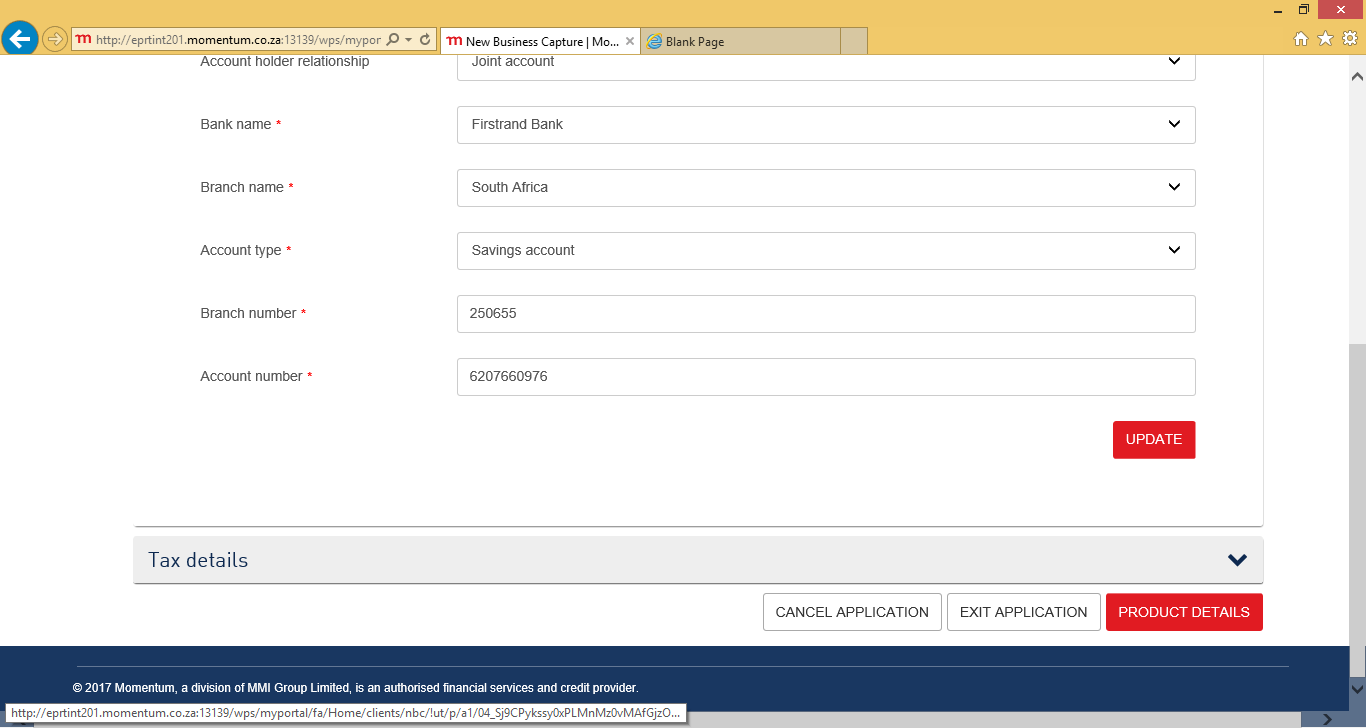 http://eprtint201.momentum.co.za:13139/wps/mypor
m New Business Capture | Mo...
Blank Page
Account holder relationship
Joint account
Bank name *
Firstrand Bank
Branch name *
South Africa
Account type *
Savings account
Branch number *
250655
Account number *
6207660976
UPDATE
Tax details
CANCEL APPLICATION
EXIT APPLICATION
PRODUCT DETAILS
© 2017 Momentum, a division of MMI Group Limited, is an authorised financial services and credit provider.
http://eprtint201.momentum.co.za:13139/wps/myportal/fa/Home/clients/nbc/!ut/p/a1/04_Sj9CPykssy0xPLMnMz0vMAfGjzO...